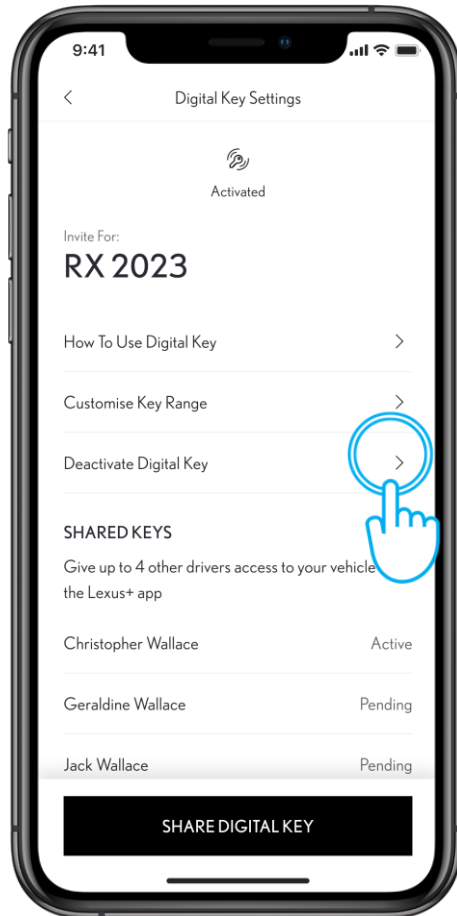 9:41
Digital Key Settings
Activated
Invite For:
RX 2023
How To Use Digital Key
Customise Key Range
Deactivate Digital Key
SHARED KEYS
Give up to 4 other drivers access to your vehicle
the Lexus+ app
Christopher Wallace Active
Geraldine Wallace Pending
Jack Wallace Pending
SHARE DIGITAL KEY